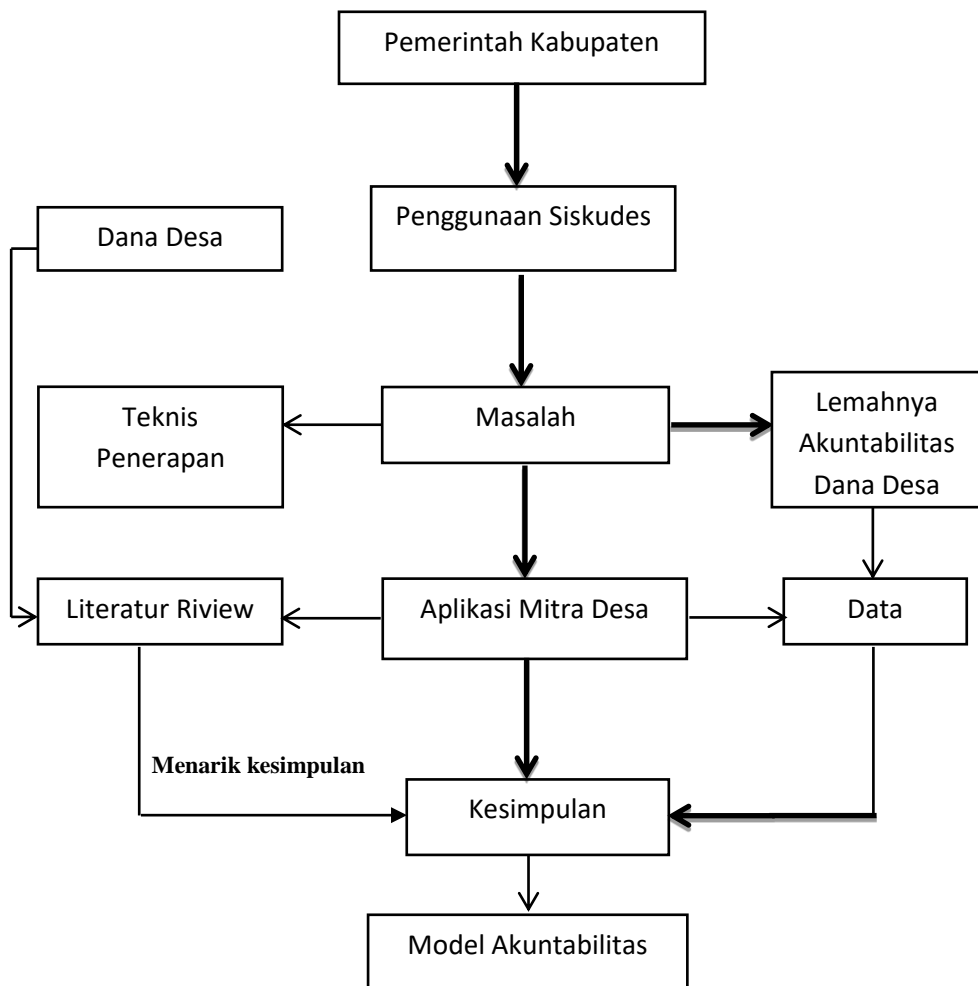 Pemerintah Kabupaten
Penggunaan Siskudes
Dana Desa
Teknis
Penerapan
Masalah
Lemahnya
Akuntabilitas
Dana Desa
Literatur Riview
Aplikasi Mitra Desa
Data
Menarik kesimpulan
Kesimpulan
Model Akuntabilitas